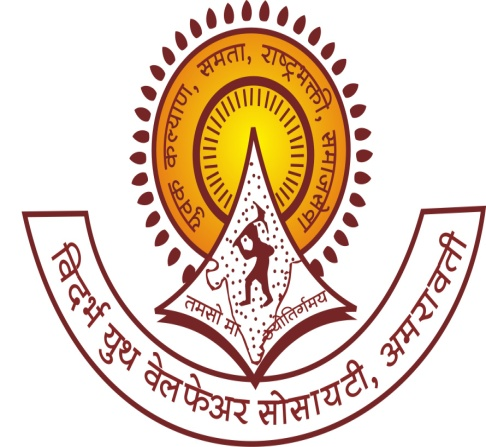 युवक कल्याण, समता, राष्ट्रभक्ती, समाजसेवा
तमसो मा ज्योतिर्गमय
विदर्भ युथ वेलफेअर सोसायटी, अमरावती